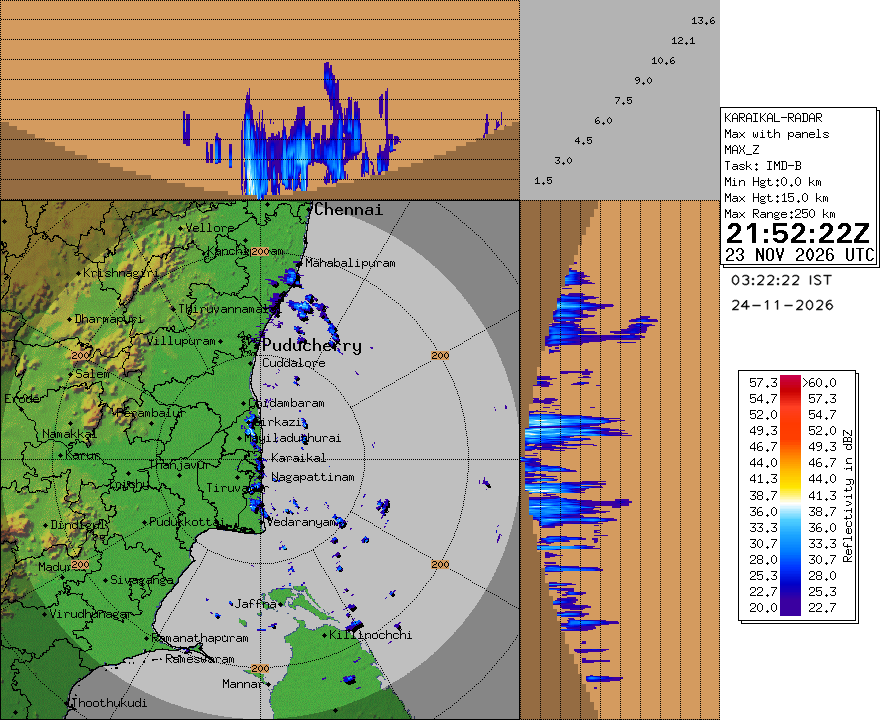 13.6
12.1
10.6
9.0
7.5
6.0
4.5
3.0
1.5
KARAIKAL-RADAR
Max with panels
MAX_Z
Task: IMD-B
Min Hgt:0.0 km
Max Hgt:15.0 km
Max Range:250 km
21:52:22Z
23 NOV 2026 UTC
03:22:22 IST
24-11-2026
57.3 >60.0
54.7 57.3
52.0 54.7
49.3 52.0
46.7 49.3
44.0 46.7
41.3 44.0
38.7 41.3
36.0 38.7
33.3 36.0
30.7 33.3
28.0 30.7
25.3 28.0
22.7 25.3
20.0 22.7
Reflectivity in dBZ
Chennai
Vellore
200
Mahabalipuram
Krishnagiri
Thiruvannamalai
Dharmapuri
Villupuram
Puducherry
200
200
Cuddalore
Salem
Erode
Perambalur
Chidambaram
Sirkazi
Namakkal
Mayiladuthurai
Karur
Karaikal
Thanjavur
Nagapattinam
Tiruvarur
Dindigul
Pudukkottai
Vedaranyam
200
200
Madurai
Sivaganga
Jaffna
Virudhunagar
Killinochchi
Ramanathapuram
Rameswaram
200
Mannar
Thoothukudi